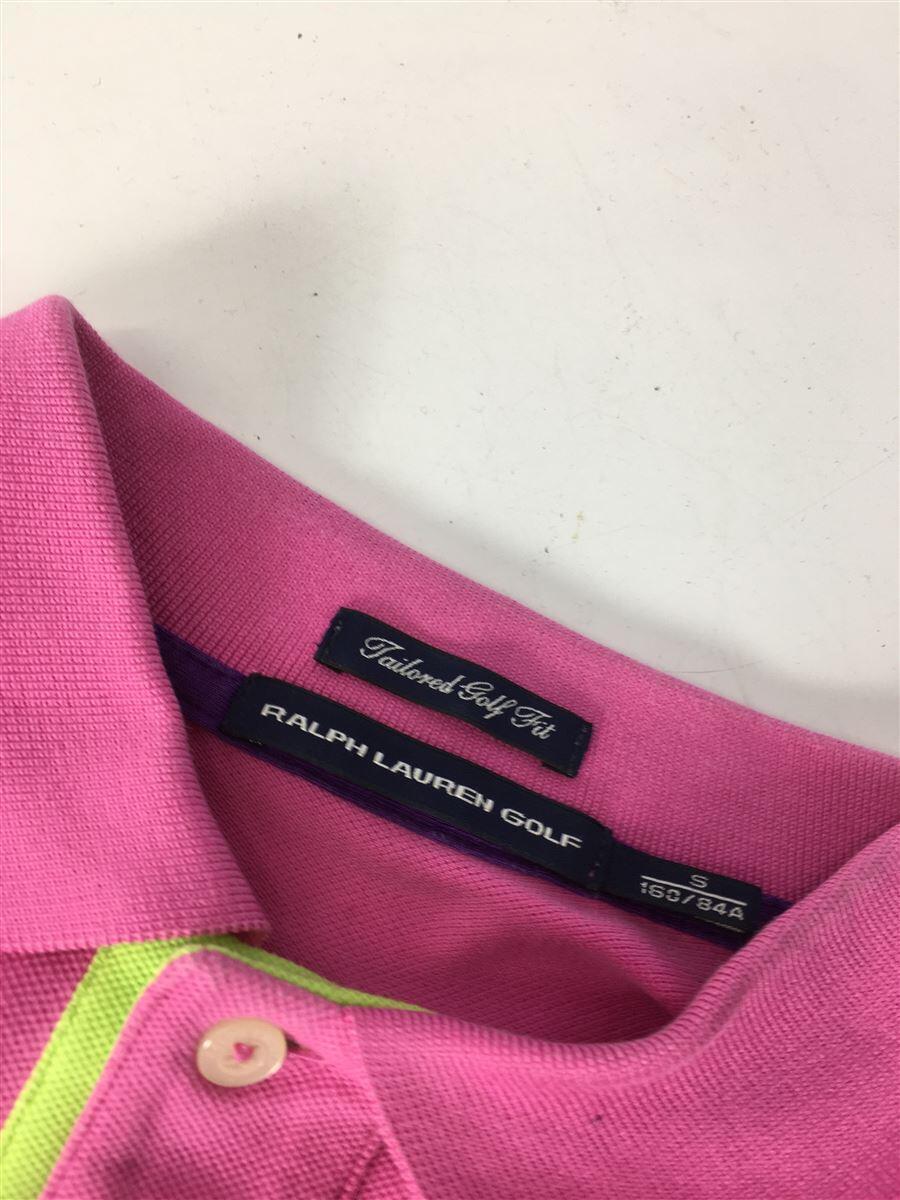 Tailored Golf Fit
RALPH LAUREN GOLF
S
160/84A